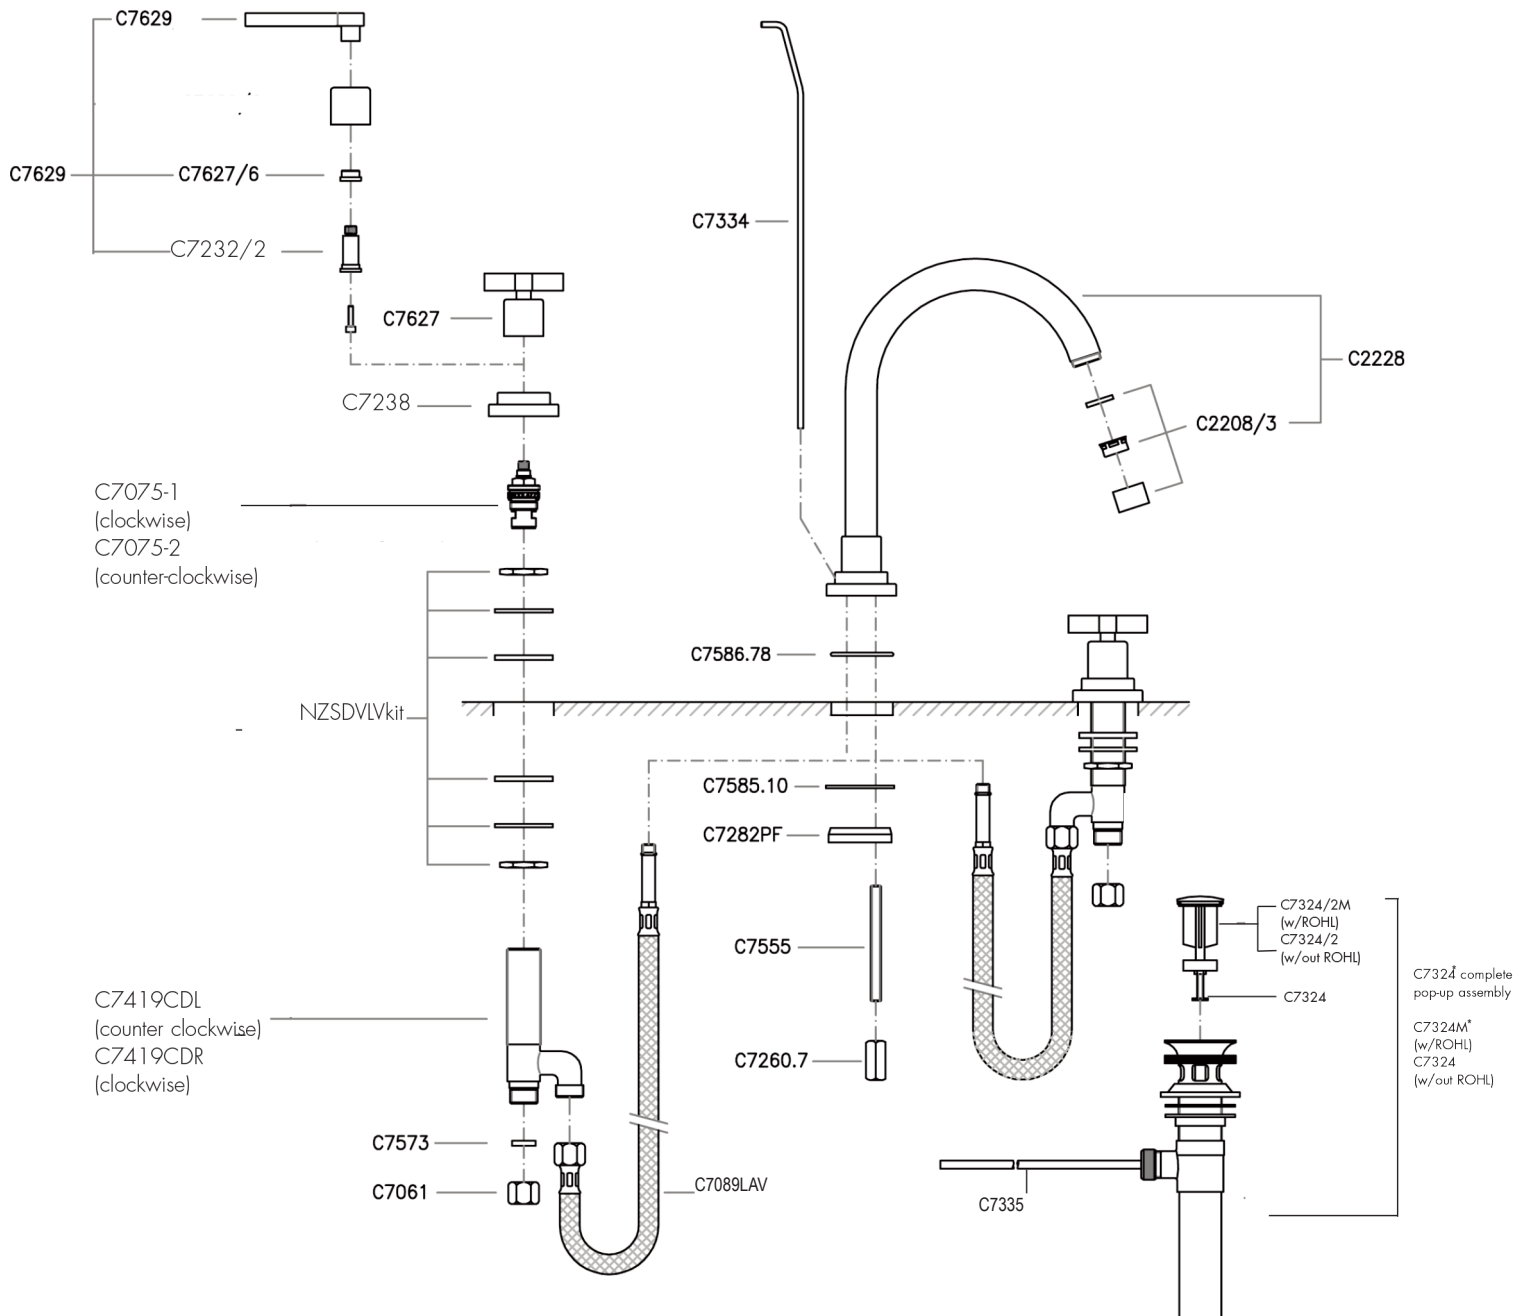 C7629
C7629
C7627/6
C7232/2
C7627
C7238
C7075-1
(clockwise)
C7075-2
(counter-clockwise)
NZSDVLVkit
C7419CDL
(counter clockwise)
C7419CDR
(clockwise)
C7573
C7061
C7089LAV
C7334
C2228
C2208/3
C7586.78
C7585.10
C7282PF
C7555
C7260.7
C7335
C7324/2M
(w/ROHL)
C7324/2
(w/out ROHL)
C7324
C7324* complete
pop-up assembly
C7324M*
(w/ROHL)
C7324
(w/out ROHL)